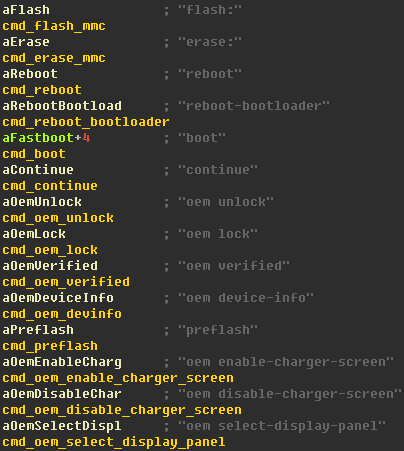 aFlash ; "flash:"
cmd_flash_mmc
aErase ; "erase:"
cmd_erase_mmc
aReboot ; "reboot"
cmd_reboot
aRebootBootload ; "reboot-bootloader"
cmd_reboot_bootloader
aFastboot+4 ; "boot"
cmd_boot
aContinue ; "continue"
cmd_continue
aOemUnlock ; "oem unlock"
cmd_oem_unlock
aOemLock ; "oem lock"
cmd_oem_lock
aOemVerified ; "oem verified"
cmd_oem_verified
aOemDeviceInfo ; "oem device-info"
cmd_oem_devinfo
aPreflash ; "preflash"
cmd_preflash
aOemEnableCharg ; "oem enable-charger-screen"
cmd_oem_enable_charger_screen
aOemDisableChar ; "oem disable-charger-screen"
cmd_oem_disable_charger_screen
aOemSelectDispl ; "oem select-display-panel"
cmd_oem_select_display_panel